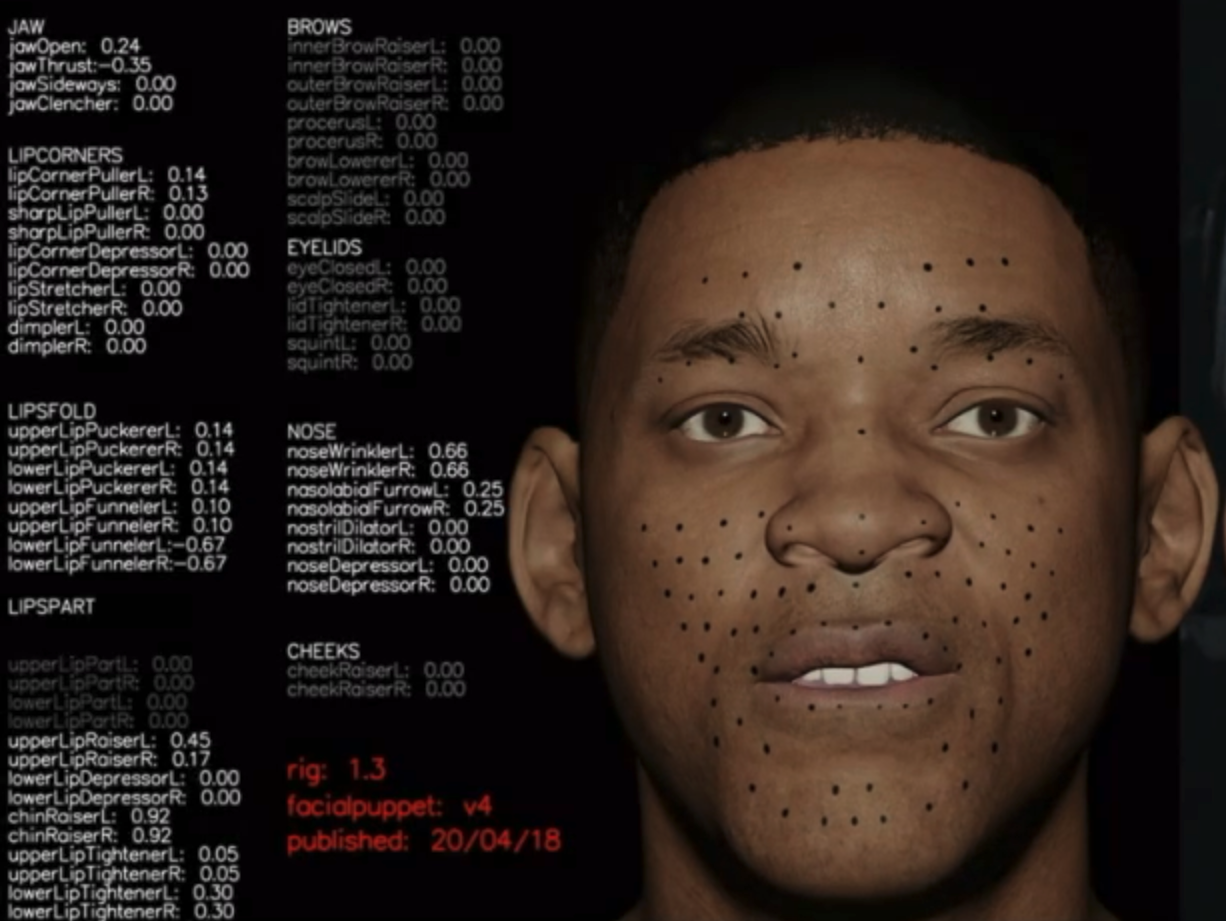 JAW
jawOpen: 0.24
jawThrust:-0.35
jawSideways: 0.00
jawClencher: 0.00
LIPCORNERS
lipCornerPullerL: 0.14
lipCornerPullerR: 0.13
sharpLipPullerL: 0.00
sharpLipPullerR: 0.00
lipCornerDepressorL: 0.00
lipCornerDepressorR: 0.00
lipStretcherL: 0.00
lipStretcherR: 0.00
dimplerL: 0.00
dimplerR: 0.00
LIPSFOLD
upperLipPuckererL: 0.14
upperLipPuckererR: 0.14
lowerLipPuckererL: 0.14
lowerLipPuckererR: 0.14
upperLipFunnelerL: 0.10
upperLipFunnelerR: 0.10
lowerLipFunnelerL:-0.67
lowerLipFunnelerR:-0.67
LIPSPART
upperLipPartL: 0.00
upperLipPartR: 0.00
lowerLipPartL: 0.00
lowerLipPartR: 0.00
upperLipRaiserL: 0.45
upperLipRaiserR: 0.17
lowerLipDepressorL: 0.00
lowerLipDepressorR: 0.00
chinRaiserL: 0.92
chinRaiserR: 0.92
upperLipTightenerL: 0.05
upperLipTightenerR: 0.05
lowerLipTightenerL: 0.30
lowerLipTightenerR: 0.30
BROWS
innerBrowRaiserL: 0.00
innerBrowRaiserR: 0.00
outerBrowRaiserL: 0.00
outerBrowRaiserR: 0.00
procerusL: 0.00
procerusR: 0.00
browLowererL: 0.00
browLowererR: 0.00
scalpSlideL: 0.00
scalpSlideR: 0.00
EYELIDS
eyeClosedL: 0.00
eyeClosedR: 0.00
lidTightenerL: 0.00
lidTightenerR: 0.00
squintL: 0.00
squintR: 0.00
NOSE
noseWrinklerL: 0.66
noseWrinklerR: 0.66
nasolabialFurrowL: 0.25
nasolabialFurrowR: 0.25
nostrilDilatorL: 0.00
nostrilDilatorR: 0.00
noseDepressorL: 0.00
noseDepressorR: 0.00
CHEEKS
cheekRaiserL: 0.00
cheekRaiserR: 0.00
rig: 1.3
facialpuppet: v4
published: 20/04/18